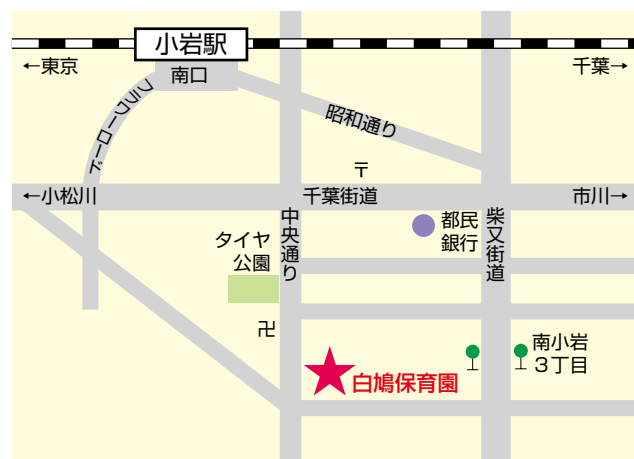 小岩駅
←東京
南口
千葉→
フラワーロード
昭和通り
〒
←小松川
千葉街道
市川→
中央通り
都民
銀行
柴又街道
タイヤ
公園
卍
南小岩
3丁目
白鳩保育園